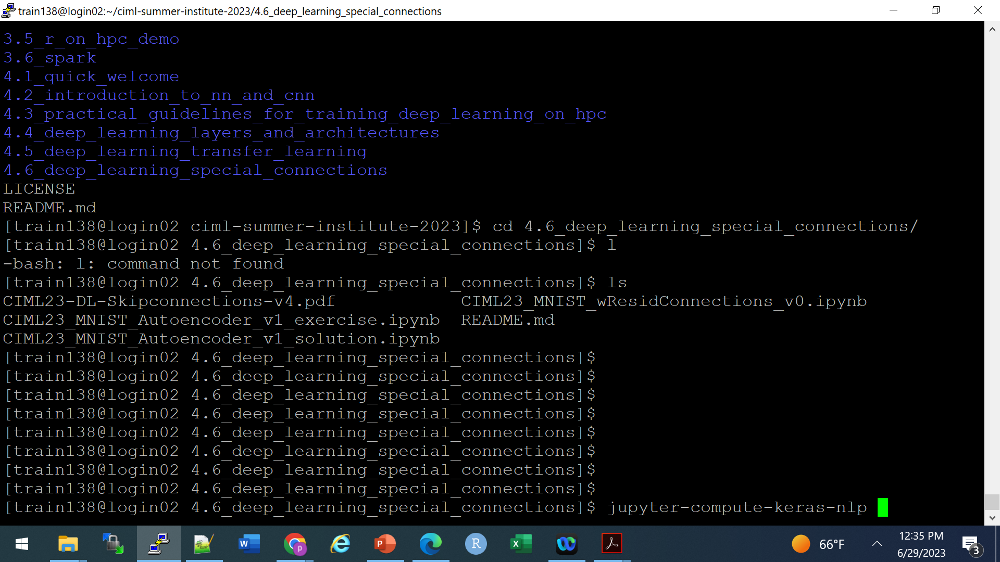 train138@login02:~/ciml-summer-institute-2023/4.6_deep_learning_special_connections
3.5_r_on_hpc_demo
3.6_spark
4.1_quick_welcome
4.2_introduction_to_nn_and_cnn
4.3_practical_guidelines_for_training_deep_learning_on_hpc
4.4_deep_learning_layers_and_architectures
4.5_deep_learning_transfer_learning
4.6_deep_learning_special_connections
LICENSE
README.md
[train138@login02 ciml-summer-institute-2023]$ cd 4.6_deep_learning_special_connections/
[train138@login02 4.6_deep_learning_special_connections]$ l
-bash: l: command not found
[train138@login02 4.6_deep_learning_special_connections]$ ls
CIML23-DL-Skipconnections-v4.pdf CIML23_MNIST_wResidConnections_v0.ipynb
CIML23_MNIST_Autoencoder_v1_exercise.ipynb README.md
CIML23_MNIST_Autoencoder_v1_solution.ipynb
[train138@login02 4.6_deep_learning_special_connections]$
[train138@login02 4.6_deep_learning_special_connections]$
[train138@login02 4.6_deep_learning_special_connections]$
[train138@login02 4.6_deep_learning_special_connections]$
[train138@login02 4.6_deep_learning_special_connections]$
[train138@login02 4.6_deep_learning_special_connections]$
[train138@login02 4.6_deep_learning_special_connections]$
[train138@login02 4.6_deep_learning_special_connections]$
[train138@login02 4.6_deep_learning_special_connections]$ jupyter-compute-keras-nlp
W P R X
p
66°F
12:35 PM
6/29/2023
3